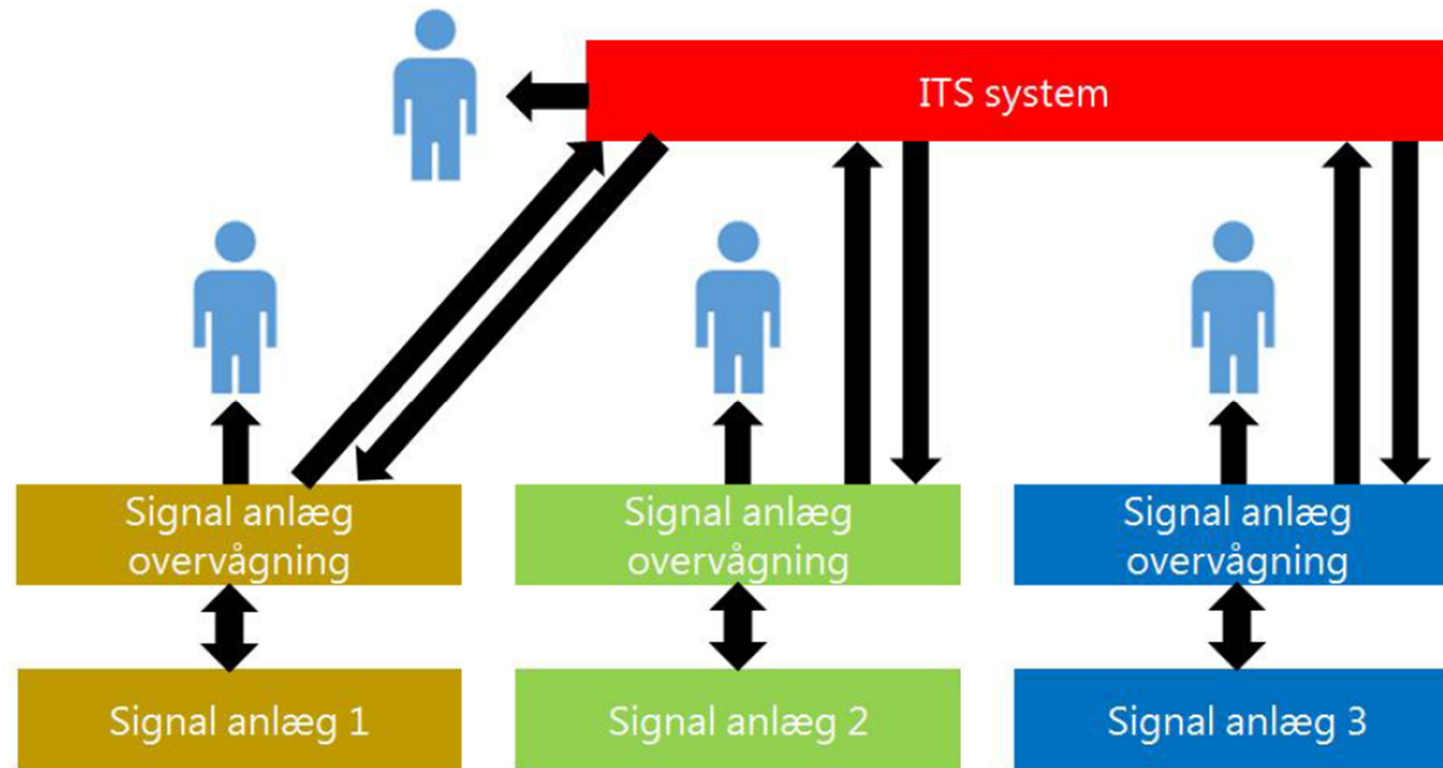 ITS system
Signal anlæg
overvågning
Signal anlæg
overvågning
Signal anlæg
overvågning
Signal anlæg 1
Signal anlæg 2
Signal anlæg 3